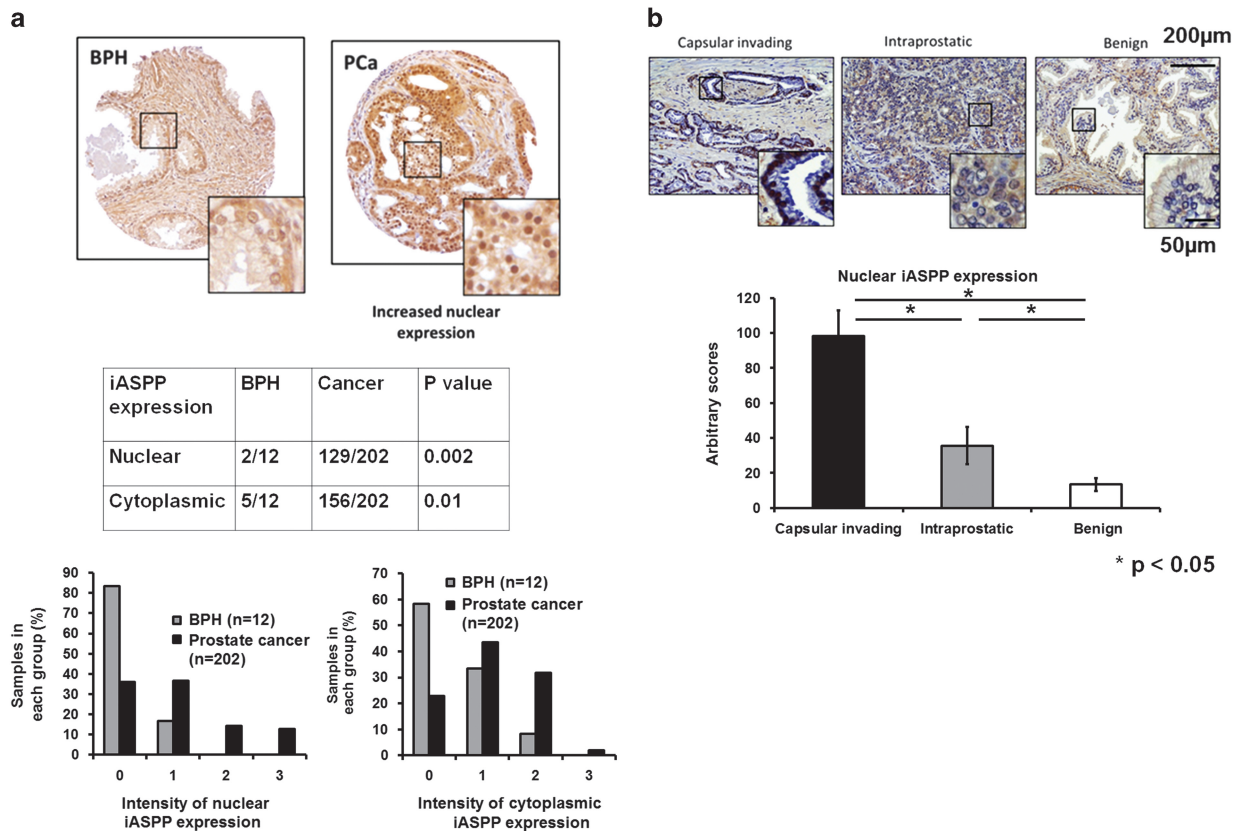 a
BPH
PCa
Increased nuclear
expression
iASPP
expression
BPH
Cancer
P value
Nuclear
2/12
129/202
0.002
Cytoplasmic
5/12
156/202
0.01
Samples in
each group (%)
90
80
70
60
50
40
30
20
10
0
BPH (n=12)
Prostate cancer
(n=202)
0 1 2 3
Intensity of nuclear
iASPP expression
Samples in
each group (%)
70
60
50
40
30
20
10
0
BPH (n=12)
Prostate cancer
(n=202)
0 1 2 3
Intensity of cytoplasmic
iASPP expression
b
Capsular invading
Intraprostatic
Benign
200µm
50µm
Nuclear iASPP expression
Arbitrary scores
120
100
80
60
40
20
0
*
* *
Capsular invading Intraprostatic Benign
* p < 0.05